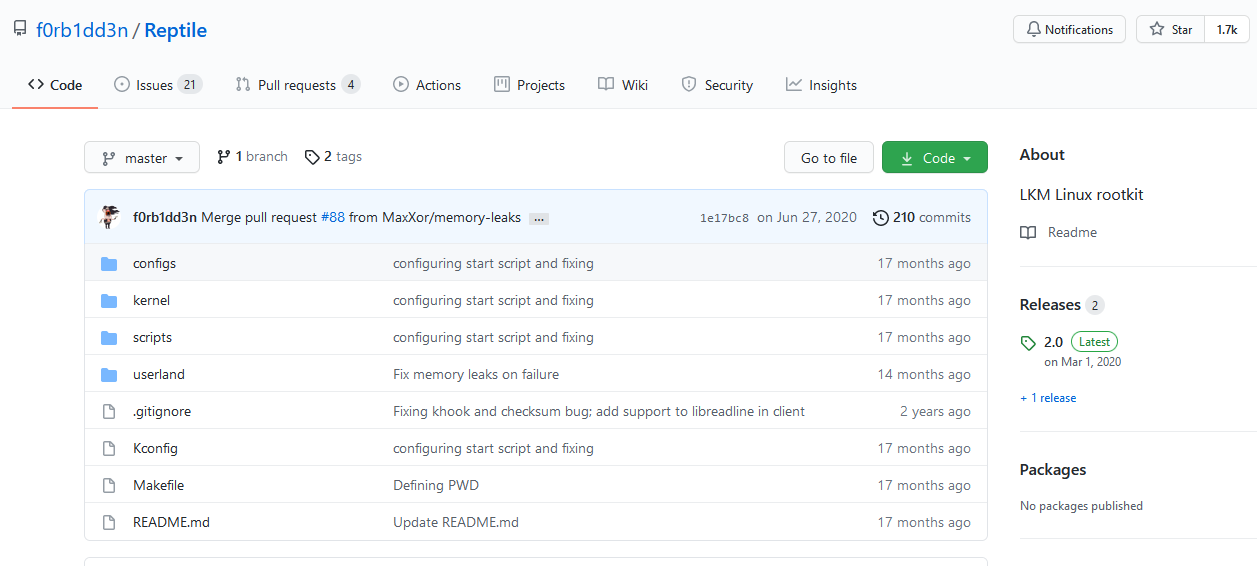 f0rb1dd3n / Reptile
Notifications
Star 1.7k
Code Issues 21 Pull requests 4 Actions Projects Wiki Security Insights
master 1 branch 2 tags Go to file Code
f0rb1dd3n Merge pull request #88 from MaxXor/memory-leaks ... 1e17bc8 on Jun 27, 2020 210 commits
configs configuring start script and fixing 17 months ago
kernel configuring start script and fixing 17 months ago
scripts configuring start script and fixing 17 months ago
userland Fix memory leaks on failure 14 months ago
.gitignore Fixing khook and checksum bug; add support to libreadline in client 2 years ago
Kconfig configuring start script and fixing 17 months ago
Makefile Defining PWD 17 months ago
README.md Update README.md 17 months ago
About
LKM Linux rootkit
Readme
Releases 2
2.0 Latest
on Mar 1, 2020
+ 1 release
Packages
No packages published